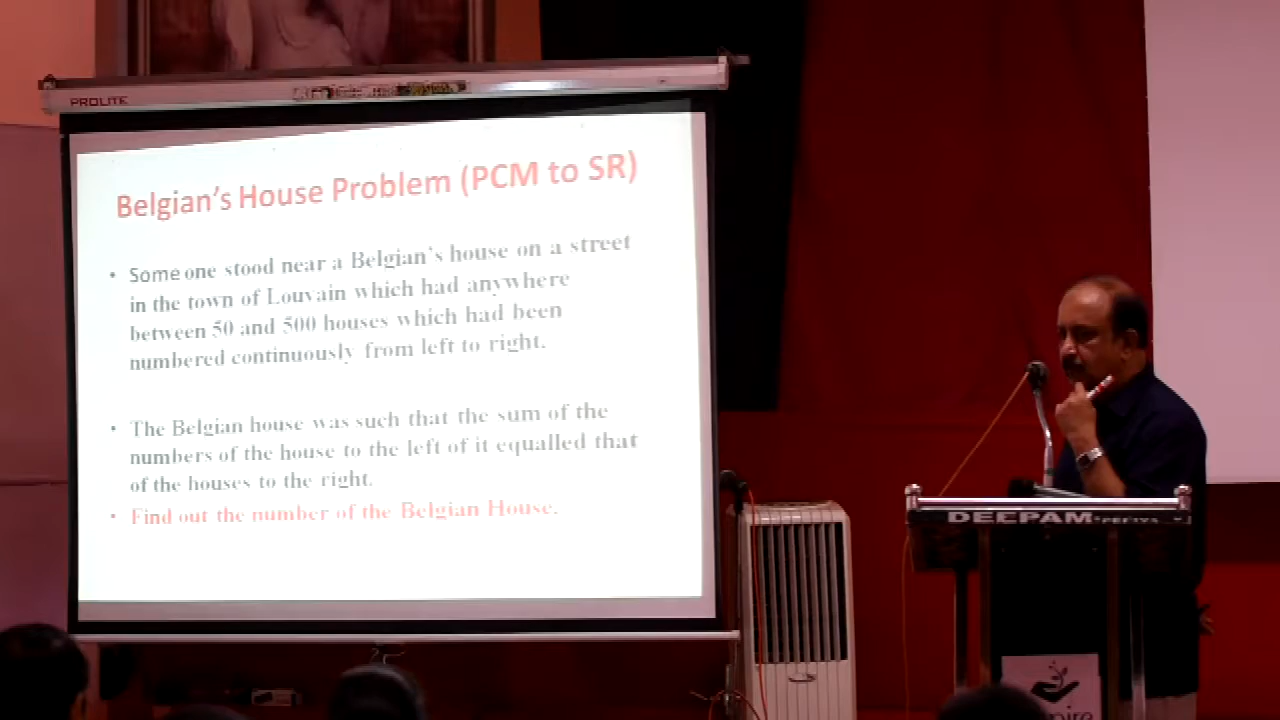 PROLITE
Belgian's House Problem (PCM to SR)
• Some one stood near a Belgian's house on a street
in the town of Louvain which had anywhere
between 50 and 500 houses which had been
numbered continuously from left to right.
• The Belgian house was such that the sum of the
numbers of the house to the left of it equalled that
of the houses to the right.
• Find out the number of the Belgian House.
DEEPAM